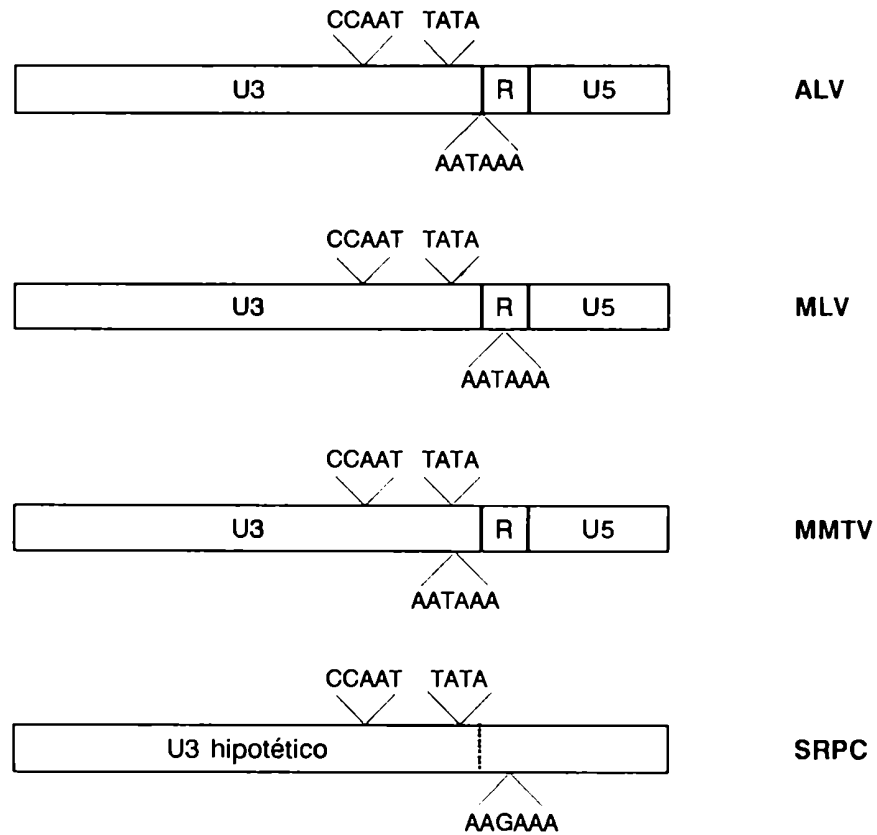 CCAAT TATA
U3 R U5 ALV
AATAAA
CCAAT TATA
U3 R U5 MLV
AATAAA
CCAAT TATA
U3 R U5 MMTV
AATAAA
CCAAT TATA
U3 hipotético SRPC
AAGAAA